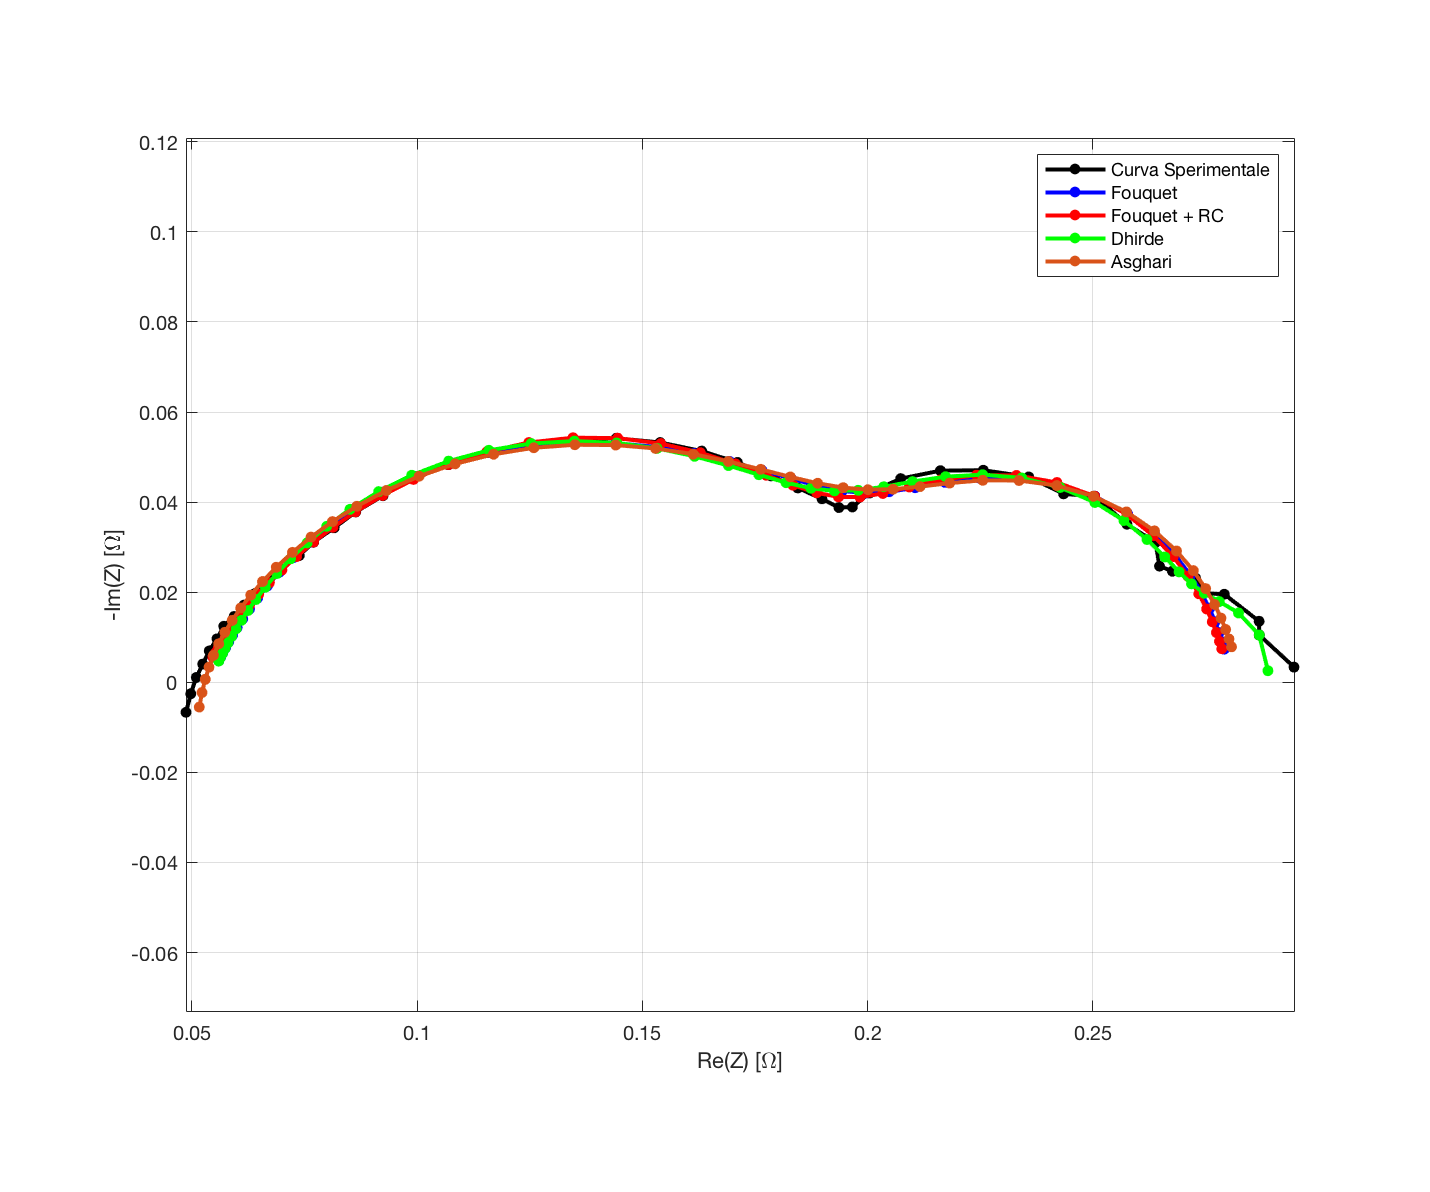 0.12
0.1
0.08
0.06
0.04
0.02
0
-0.02
-0.04
-0.06
-Im(Z) [Ω]
Curva Sperimentale
Fouquet
Fouquet + RC
Dhirde
Asghari
0.05 0.1 0.15 0.2 0.25
Re(Z) [Ω]